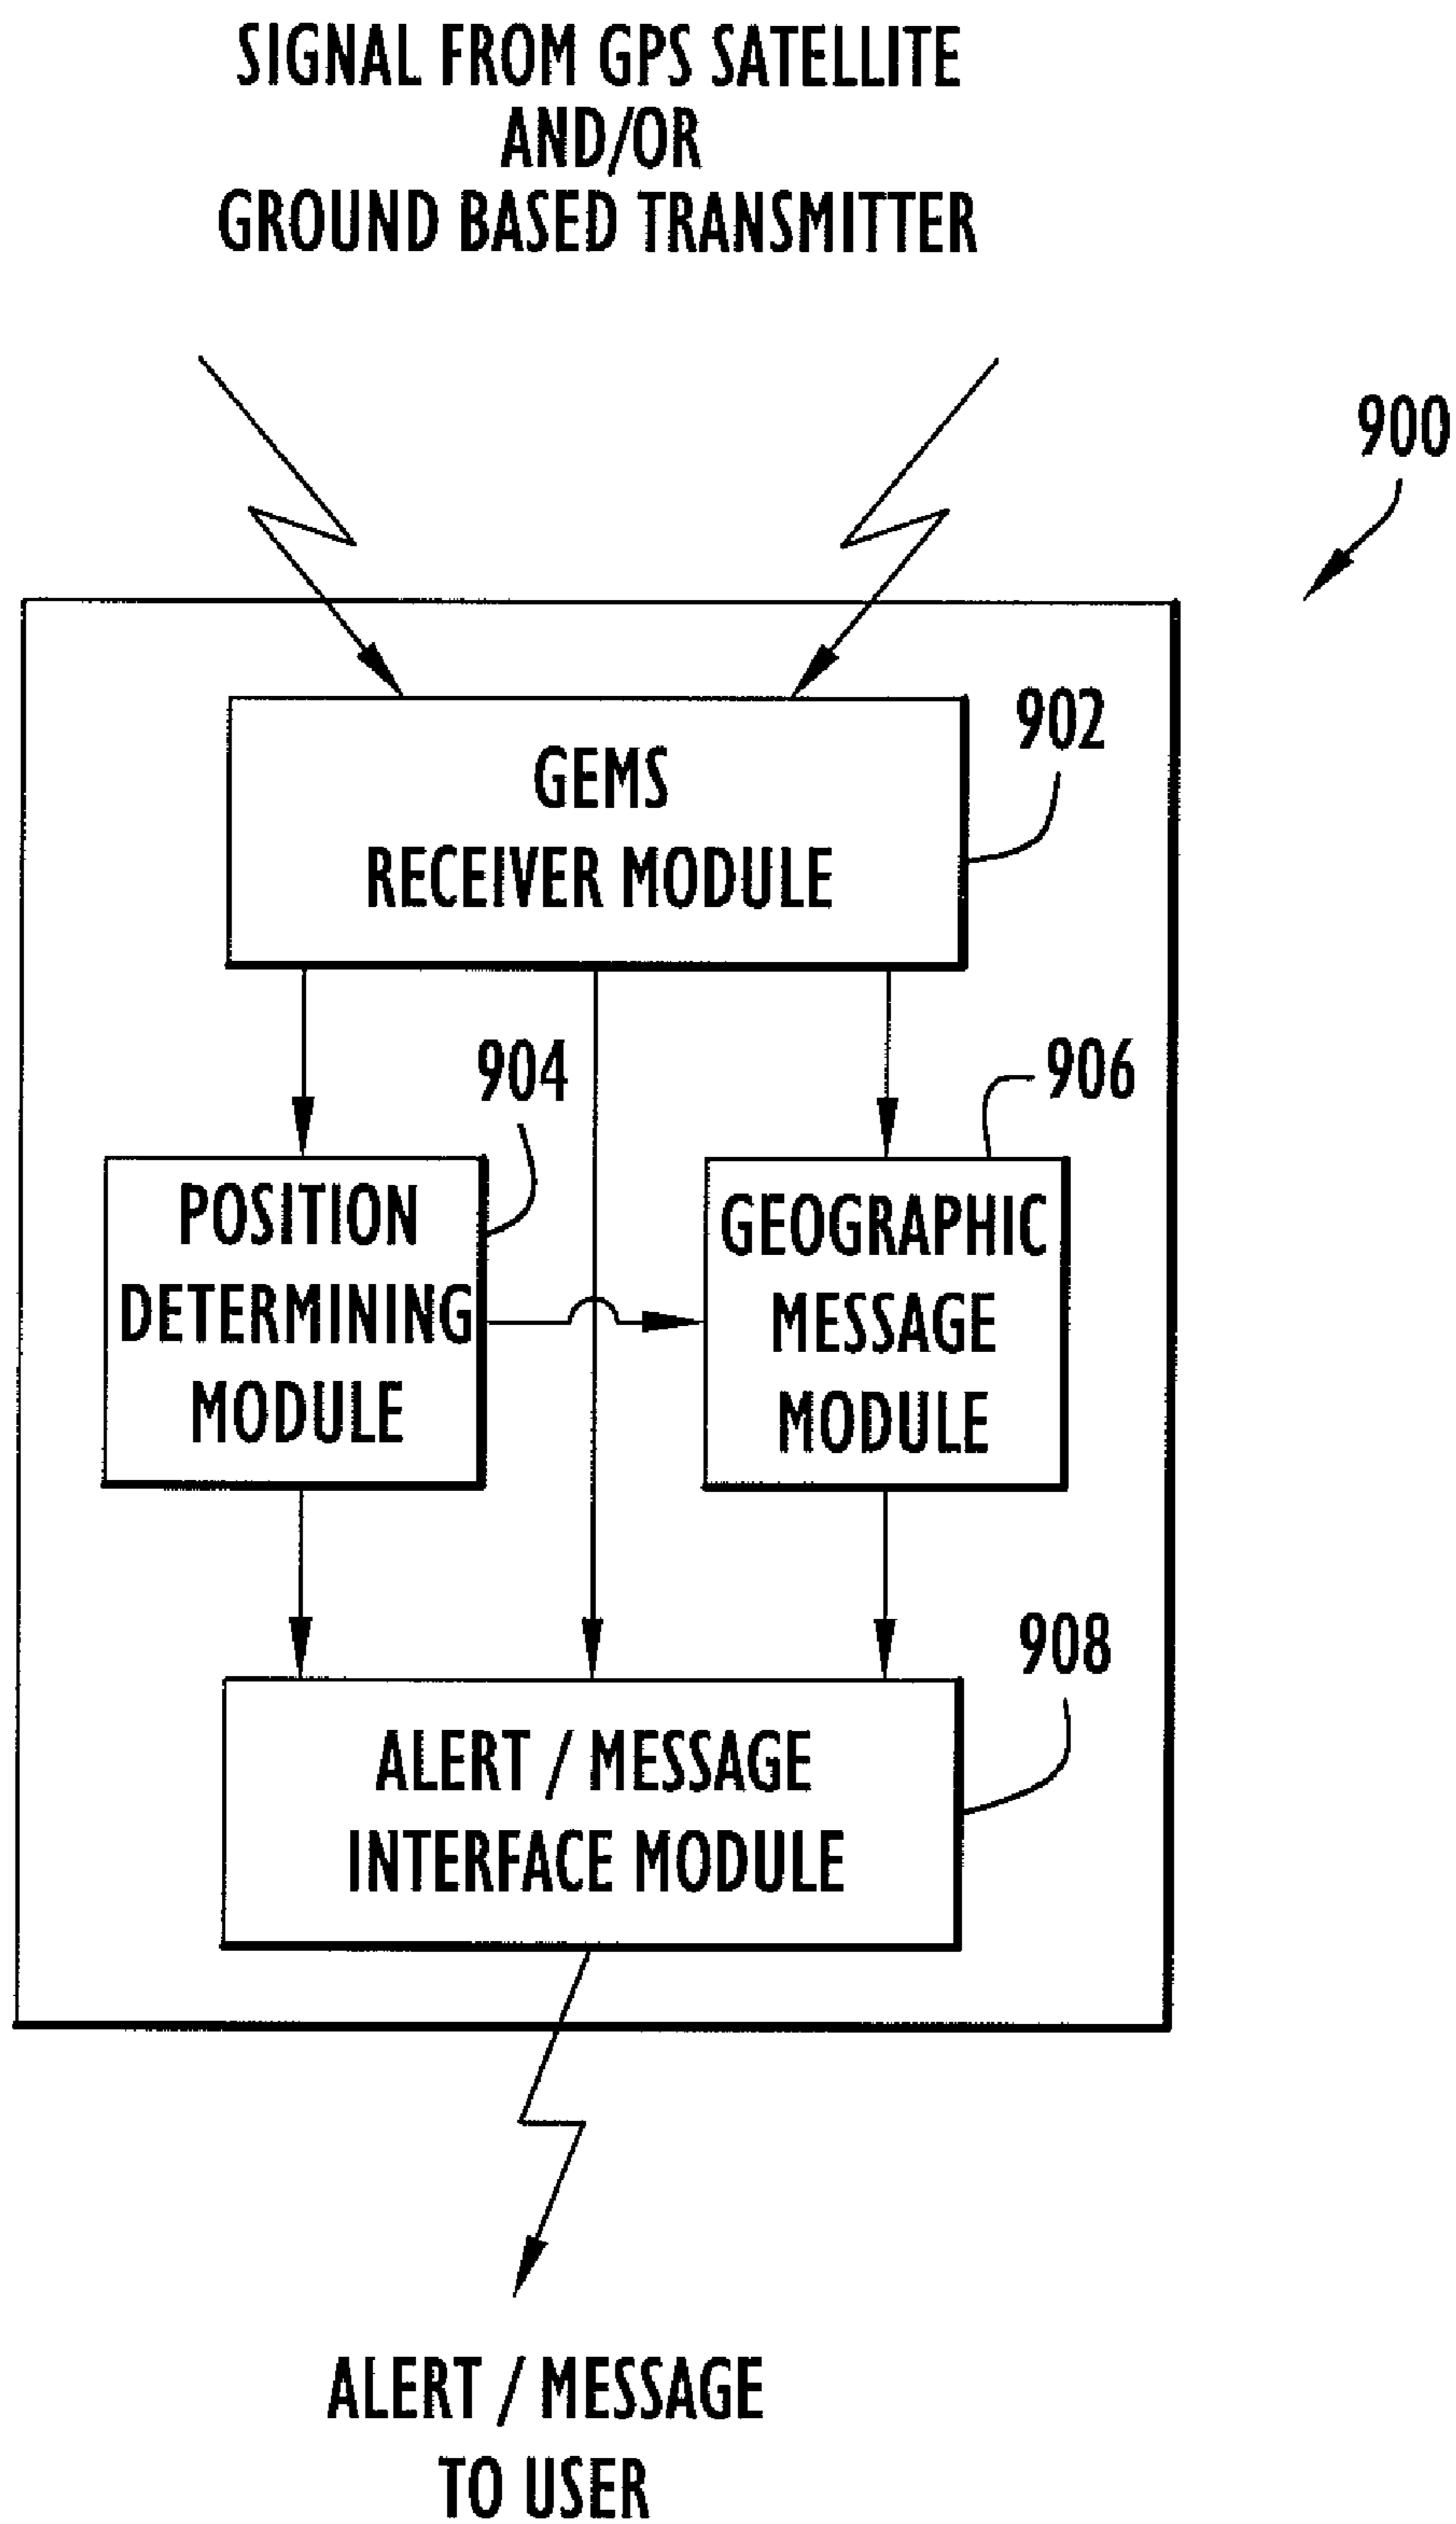 SIGNAL FROM GPS SATELLITE
AND/OR
GROUND BASED TRANSMITTER
900
902
GEMS
RECEIVER MODULE
904
906
POSITION
DETERMINING
MODULE
GEOGRAPHIC
MESSAGE
MODULE
908
ALERT / MESSAGE
INTERFACE MODULE
ALERT / MESSAGE
TO USER